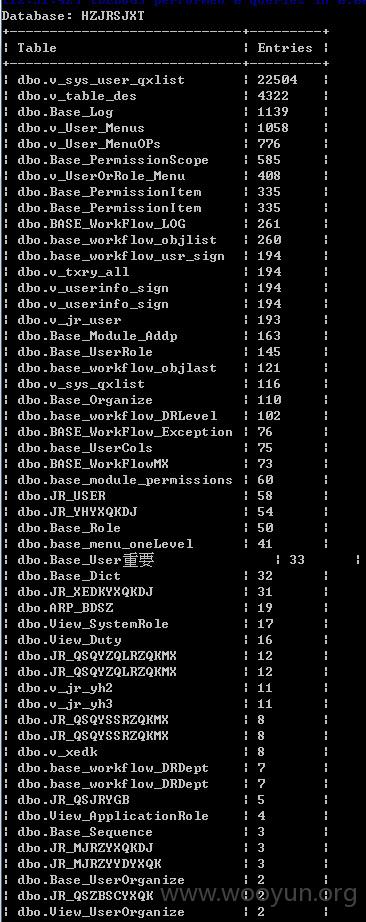 Database: HZJRSJXT
Table | Entries
dbo.v_sys_user_qxlist | 22504
dbo.v_table_des | 4322
dbo.Base_Log | 1139
dbo.v_User_Menus | 1058
dbo.v_User_MenuOPs | 776
dbo.Base_PermissionScope | 585
dbo.v_UserOrRole_Menu | 408
dbo.Base_PermissionItem | 335
dbo.Base_PermissionItem | 335
dbo.BASE_WorkFlow_LOG | 261
dbo.base_workflow_objlist | 260
dbo.base_workflow_usr_sign | 194
dbo.v_txry_all | 194
dbo.v_userinfo_sign | 194
dbo.v_userinfo_sign | 194
dbo.v_jr_user | 193
dbo.Base_Module_Addp | 163
dbo.Base_UserRole | 145
dbo.base_workflow_objlast | 121
dbo.v_sys_qxlist | 116
dbo.Base_Organize | 110
dbo.base_workflow_DRLevel | 102
dbo.BASE_WorkFlow_Exception | 76
dbo.base_UserCols | 75
dbo.BASE_WorkFlowMX | 73
dbo.base_module_permissions | 60
dbo.JR_USER | 58
dbo.JR_YHYXQKDJ | 54
dbo.Base_Role | 50
dbo.base_menu_oneLevel | 41
dbo.Base_User重要 | 33
dbo.Base_Dict | 32
dbo.JR_XEDKYXQKDJ | 31
dbo.ARP_BDSZ | 19
dbo.View_SystemRole | 17
dbo.View_Duty | 16
dbo.JR_QSQYZQLRZQKMX | 12
dbo.JR_QSQYZQLRZQKMX | 12
dbo.v_jr_yh2 | 11
dbo.v_jr_yh3 | 11
dbo.JR_QSQYSSRZQKMX | 8
dbo.JR_QSQYSSRZQKMX | 8
dbo.v_xedk | 8
dbo.base_workflow_DRDept | 7
dbo.base_workflow_DRDept | 7
dbo.JR_QSJRYGB | 5
dbo.View_ApplicationRole | 4
dbo.Base_Sequence | 3
dbo.JR_MJRZYXQKDJ | 3
dbo.JR_MJRZYYDYXQK | 3
dbo.Base_UserOrganize | 2
dbo.JR_QSZBSCYXQK | 2
dbo.View_UserOrganize | 2
www.wooyun.org